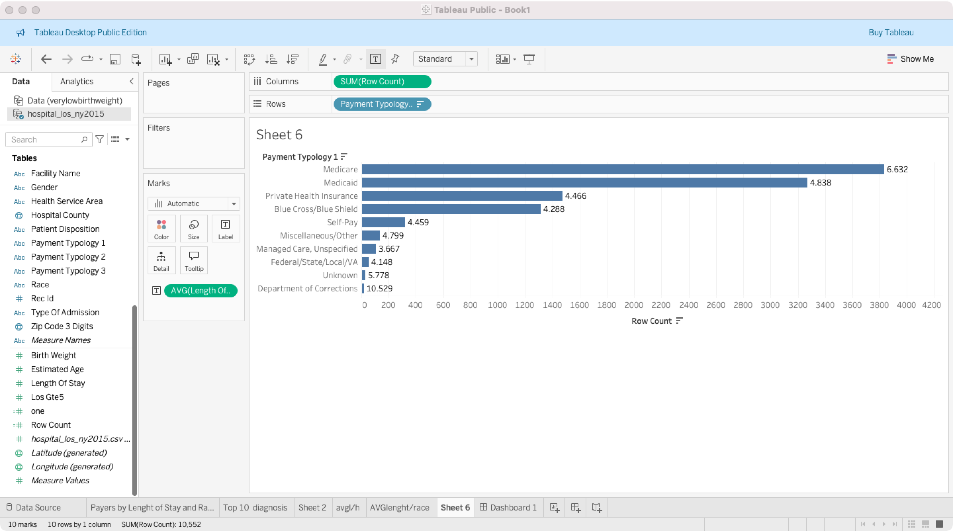 Tableau Public - Book1
Tableau Desktop Public Edition
Buy Tableau
Standard
Show Me
Data
Analytics
Data (verylowbirthweight)
hospital_los_ny2015
Search
Tables
Abc Facility Name
Abc Gender
Abc Health Service Area
Hospital County
Abc Patient Disposition
Abc Payment Typology 1
Abc Payment Typology 2
Abc Payment Typology 3
Abc Race
# Rec Id
Abc Type Of Admission
Zip Code 3 Digits
Abc Measure Names
# Birth Weight
# Estimated Age
# Length Of Stay
# Los Gte5
=# one
=# Row Count
# hospital_los_ny2015.csv ...
Latitude (generated)
Longitude (generated)
# Measure Values
Pages
Filters
Marks
Automatic
Color
Size
Label
Detail
Tooltip
AVG(Length Of..
Columns
SUM(Row Count)
Rows
Payment Typology..
Sheet 6
Payment Typology 1
Medicare 6.632
Medicaid 4.838
Private Health Insurance 4.466
Blue Cross/Blue Shield 4.288
Self-Pay 4.459
Miscellaneous/Other 4.799
Managed Care, Unspecified 3.667
Federal/State/Local/VA 4.148
Unknown 5.778
Department of Corrections 10.529
0 200 400 600 800 1000 1200 1400 1600 1800 2000 2200 2400 2600 2800 3000 3200 3400 3600 3800 4000 4200
Row Count
Data Source
Payers by Lenght of Stay and Ra...
Top 10 diagnosis
Sheet 2
avgl/h
AVGlenght/race
Sheet 6
Dashboard 1
10 marks
10 rows by 1 column
SUM(Row Count): 10,552